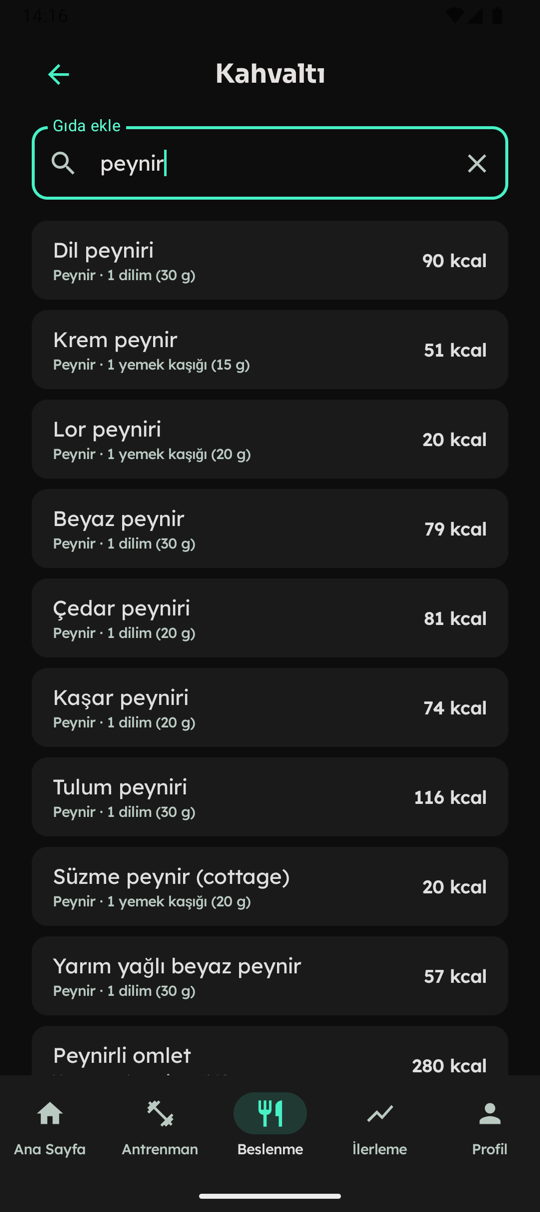 14:16
Kahvaltı
Gıda ekle
peynir
Dil peyniri
Peynir · 1 dilim (30 g)
90 kcal
Krem peynir
Peynir · 1 yemek kaşığı (15 g)
51 kcal
Lor peyniri
Peynir · 1 yemek kaşığı (20 g)
20 kcal
Beyaz peynir
Peynir · 1 dilim (30 g)
79 kcal
Çedar peyniri
Peynir · 1 dilim (20 g)
81 kcal
Kaşar peyniri
Peynir · 1 dilim (20 g)
74 kcal
Tulum peyniri
Peynir · 1 dilim (30 g)
116 kcal
Süzme peynir (cottage)
Peynir · 1 yemek kaşığı (20 g)
20 kcal
Yarım yağlı beyaz peynir
Peynir · 1 dilim (30 g)
57 kcal
Peynirli omlet
280 kcal
Ana Sayfa
Antrenman
Beslenme
İlerleme
Profil